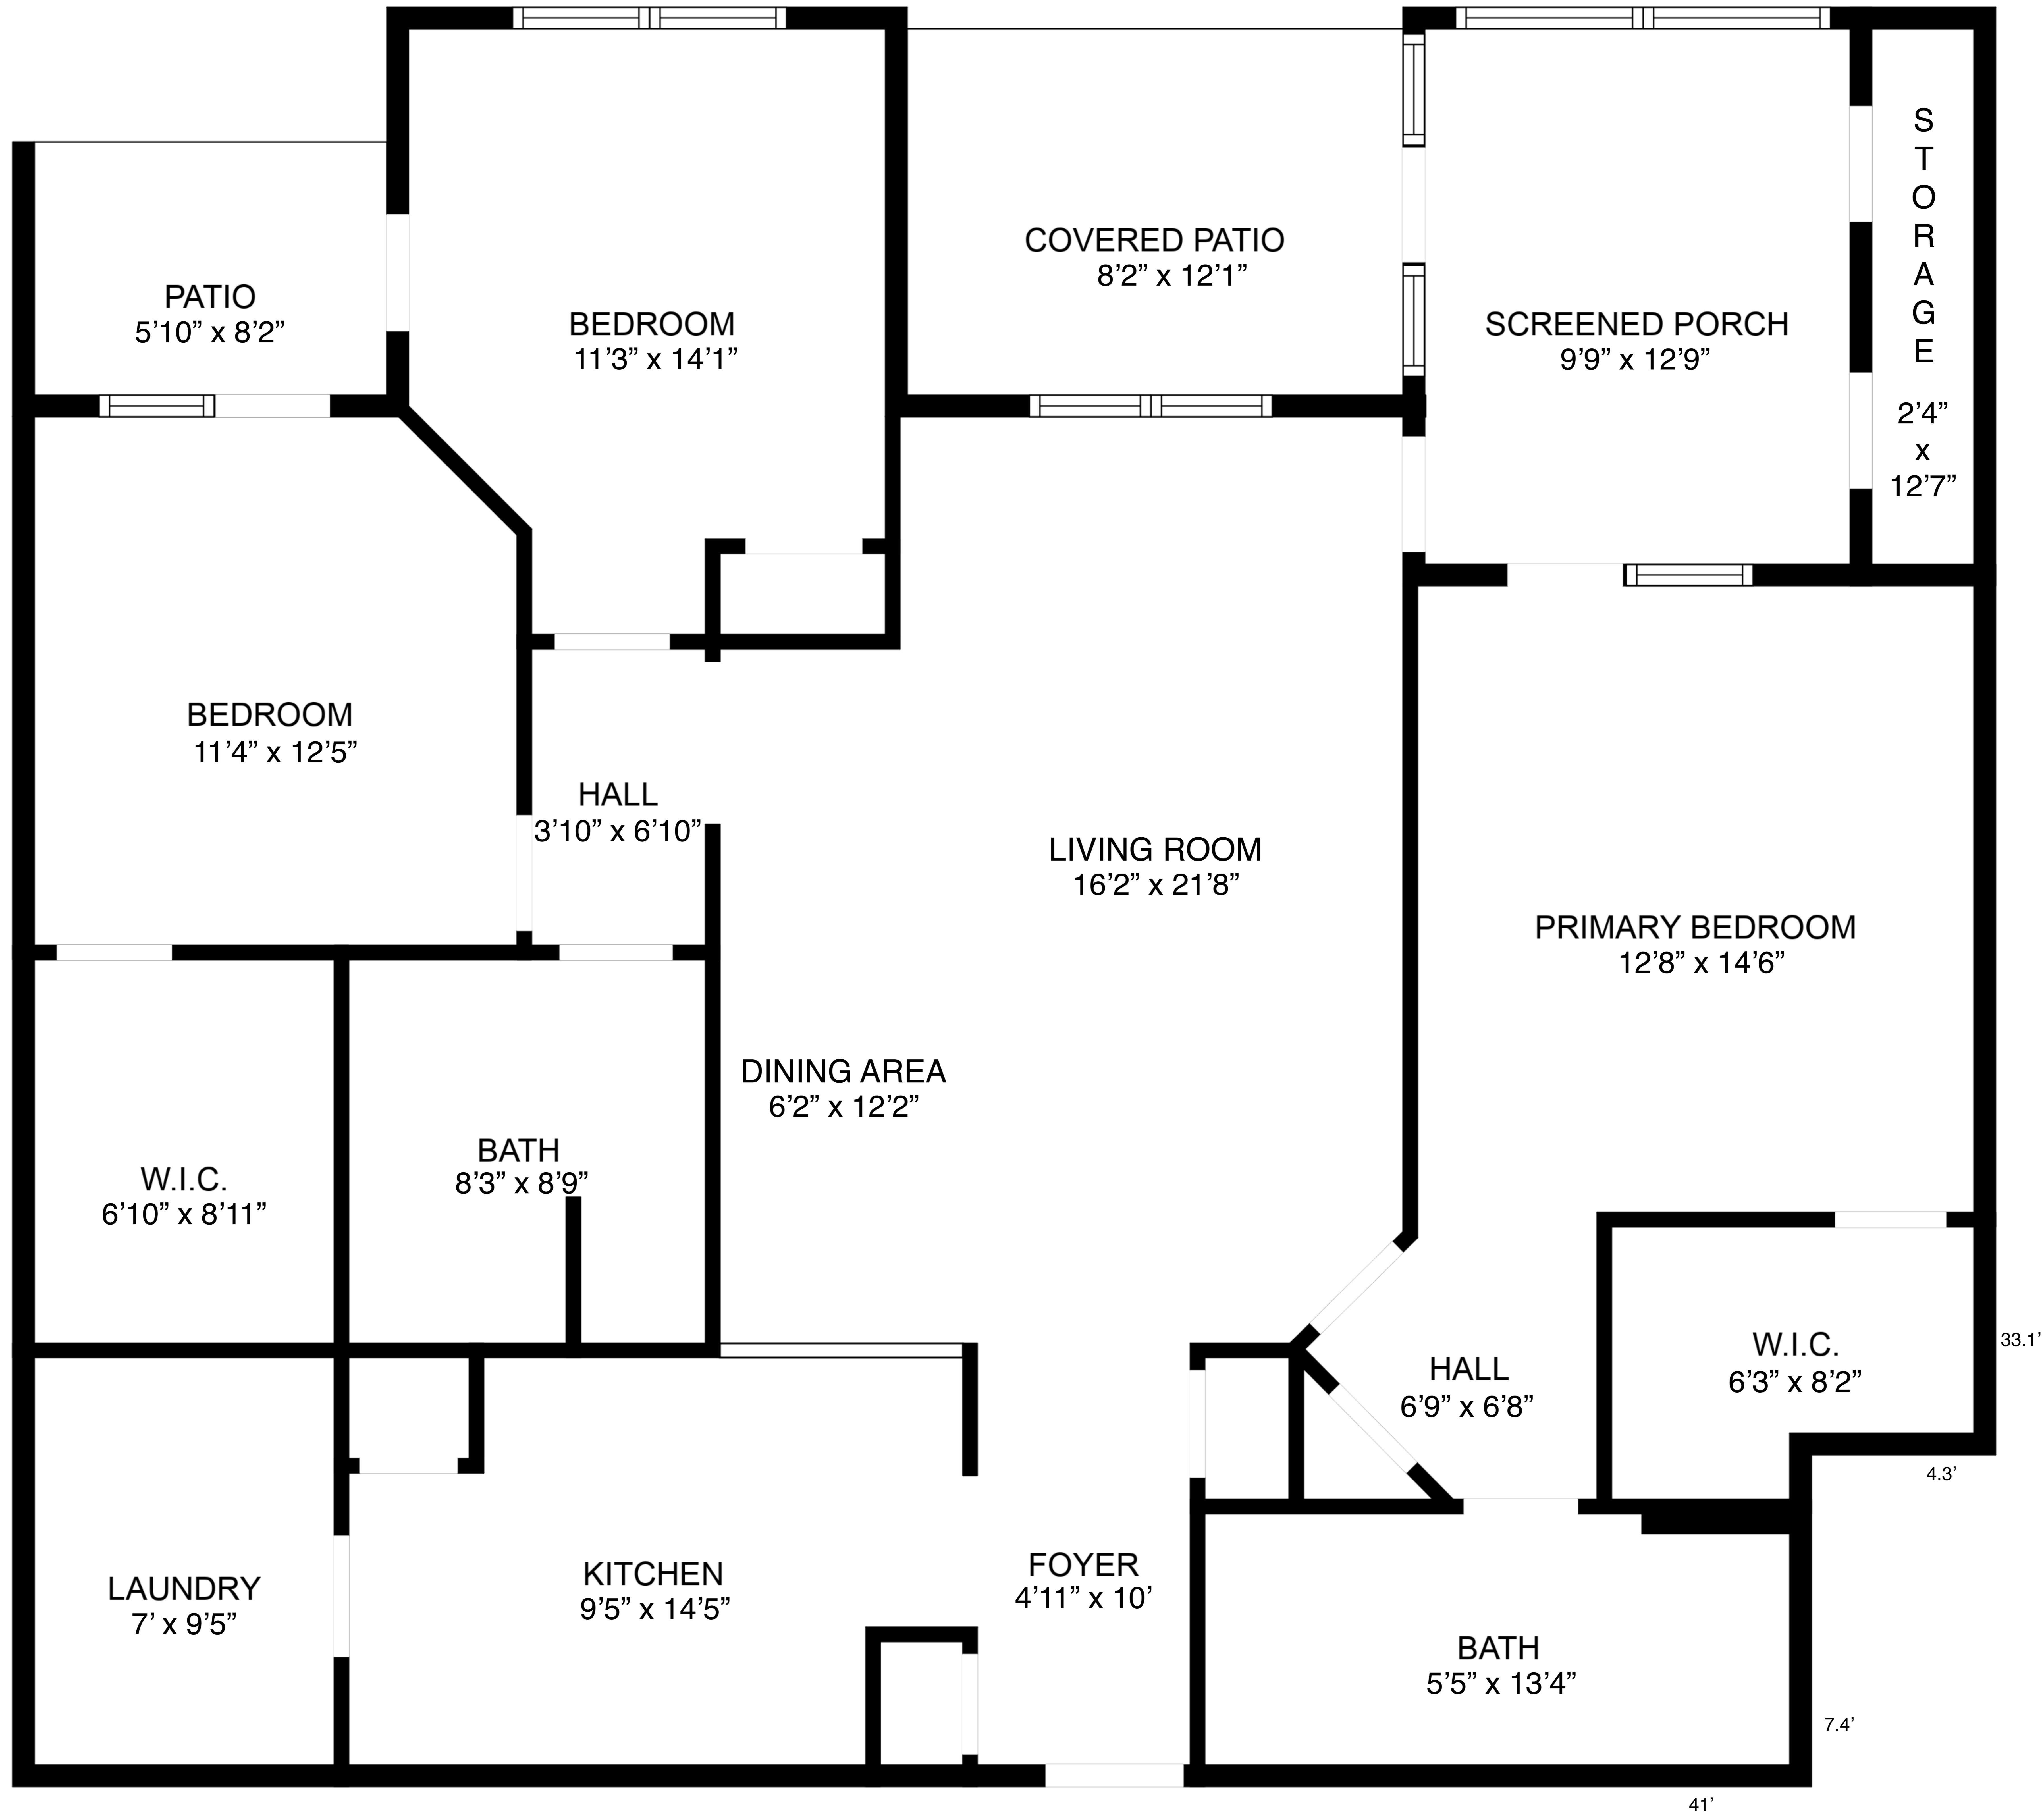 S
T
O
R
A
G
E
2'4”
x
12'7”
COVERED PATIO
8'2” x 12'1”
PATIO
5'10” x 8'2”
BEDROOM
11'3” x 14'1”
SCREENED PORCH
9'9” x 12'9”
BEDROOM
11'4” x 12'5”
HALL
3'10” x 6'10”
LIVING ROOM
16'2” x 21'8”
PRIMARY BEDROOM
12'8” x 14'6”
DINING AREA
6'2” x 12'2”
BATH
8'3” x 8'9”
W.I.C.
6'10” x 8'11”
W.I.C.
6'3” x 8'2”
33.1'
HALL
6'9” x 6'8”
4.3'
LAUNDRY
7' x 9'5”
KITCHEN
9'5” x 14'5”
FOYER
4'11” x 10'
BATH
5'5” x 13'4”
7.4'
41'